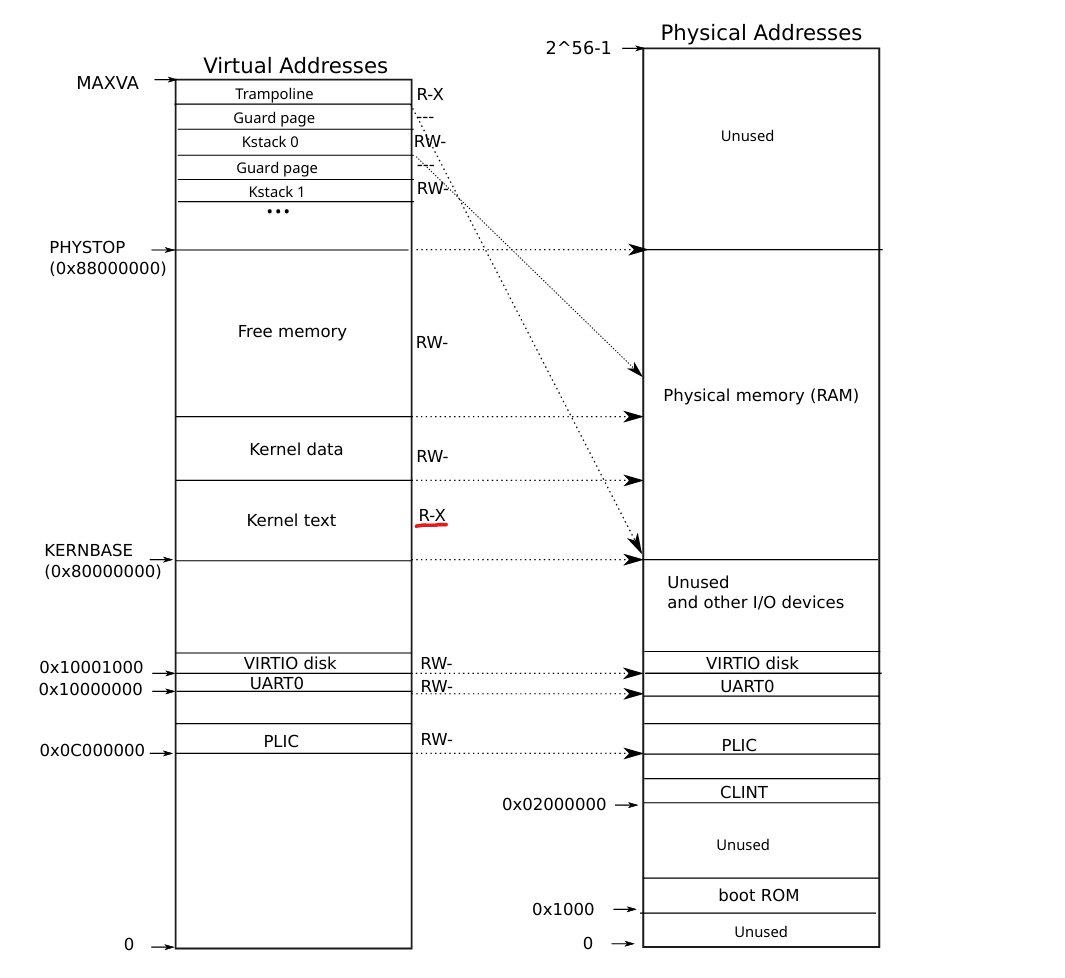 Physical Addresses
2^56-1
Virtual Addresses
MAXVA
Trampoline
R-X
Guard page
---
Unused
Kstack 0
RW-
Guard page
---
Kstack 1
RW-
...
PHYSTOP
(0x88000000)
Free memory
RW-
Physical memory (RAM)
Kernel data
RW-
Kernel text
R-X
KERNBASE
(0x80000000)
Unused
and other I/O devices
0x10001000
VIRTIO disk
RW-
VIRTIO disk
0x10000000
UART0
RW-
UART0
0x0C000000
PLIC
RW-
PLIC
CLINT
0x02000000
Unused
boot ROM
0x1000
Unused
0
0